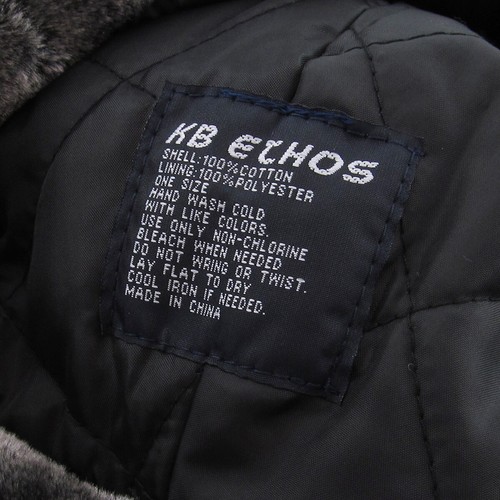 KB ETHOS
SHELL:100%COTTON
LINING:100%POLYESTER
ONE SIZE
HAND WASH COLD
WITH LIKE COLORS.
USE ONLY NON-CHLORINE
BLEACH WHEN NEEDED
DO NOT WRING OR TWIST.
LAY FLAT TO DRY
COOL IRON IF NEEDED.
MADE IN CHINA